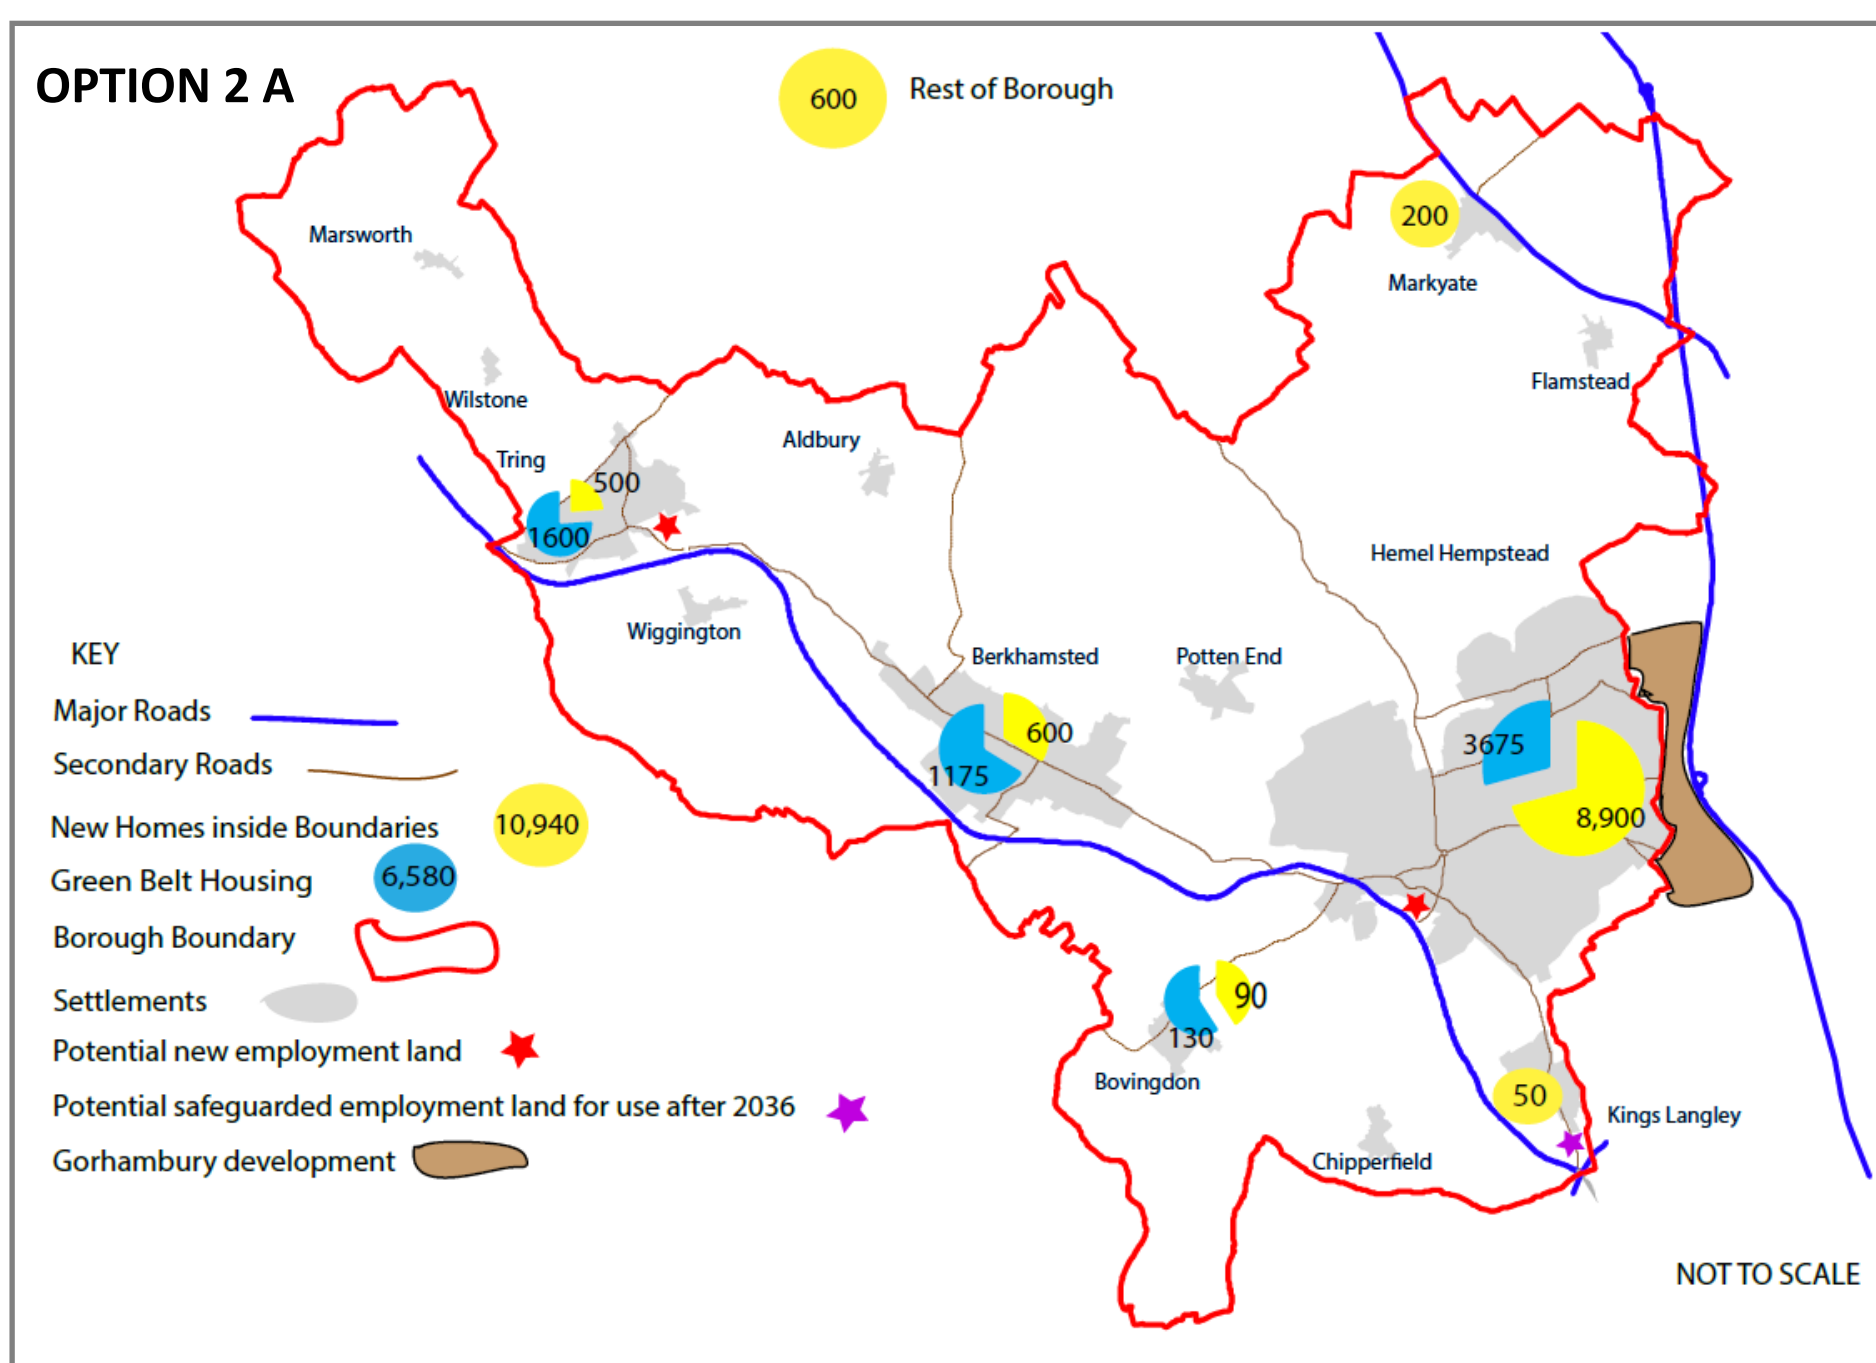 OPTION 2 A
600
Rest of Borough
Marsworth
200
Markyate
Wilstone
Flamstead
Aldbury
Tring
500
1600
Hemel Hempstead
Wiggington
Berkhamsted
Potten End
600
1175
3675
8,900
90
130
Bovingdon
50
Kings Langley
Chipperfield
KEY
Major Roads
Secondary Roads
New Homes inside Boundaries 10,940
Green Belt Housing 6,580
Borough Boundary
Settlements
Potential new employment land
Potential safeguarded employment land for use after 2036
Gorhambury development
NOT TO SCALE